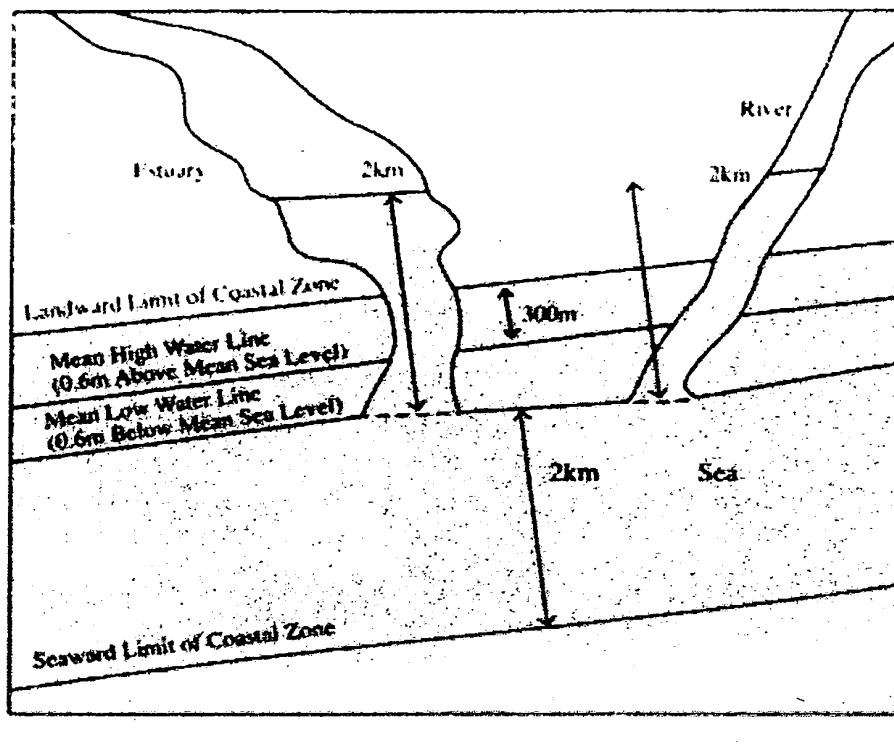 River
Estuary
2km
2km
Landward Limit of Coastal Zone
300m
Mean High Water Line
(0.6m Above Mean Sea Level)
Mean Low Water Line
(0.6m Below Mean Sea Level)
2km
Sea
Seaward Limit of Coastal Zone